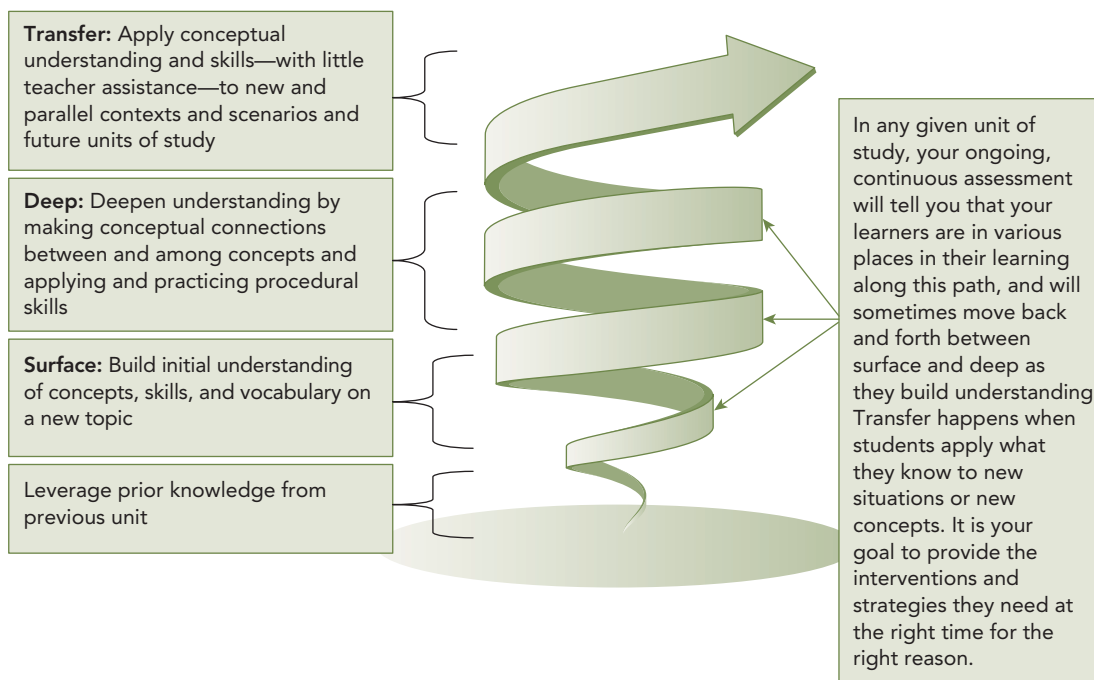 Transfer: Apply conceptual
understanding and skills—with little
teacher assistance—to new and
parallel contexts and scenarios and
future units of study
Deep: Deepen understanding by
making conceptual connections
between and among concepts and
applying and practicing procedural
skills
Surface: Build initial understanding
of concepts, skills, and vocabulary on
a new topic
Leverage prior knowledge from
previous unit
In any given unit of
study, your ongoing,
continuous assessment
will tell you that your
learners are in various
places in their learning
along this path, and will
sometimes move back
and forth between
surface and deep as
they build understanding
Transfer happens when
students apply what
they know to new
situations or new
concepts. It is your
goal to provide the
interventions and
strategies they need at
the right time for the
right reason.